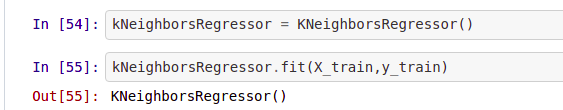 In [54]: kNeighborsRegressor = KNeighborsRegressor()
In [55]: kNeighborsRegressor.fit(X_train,y_train)
Out[55]: KNeighborsRegressor()